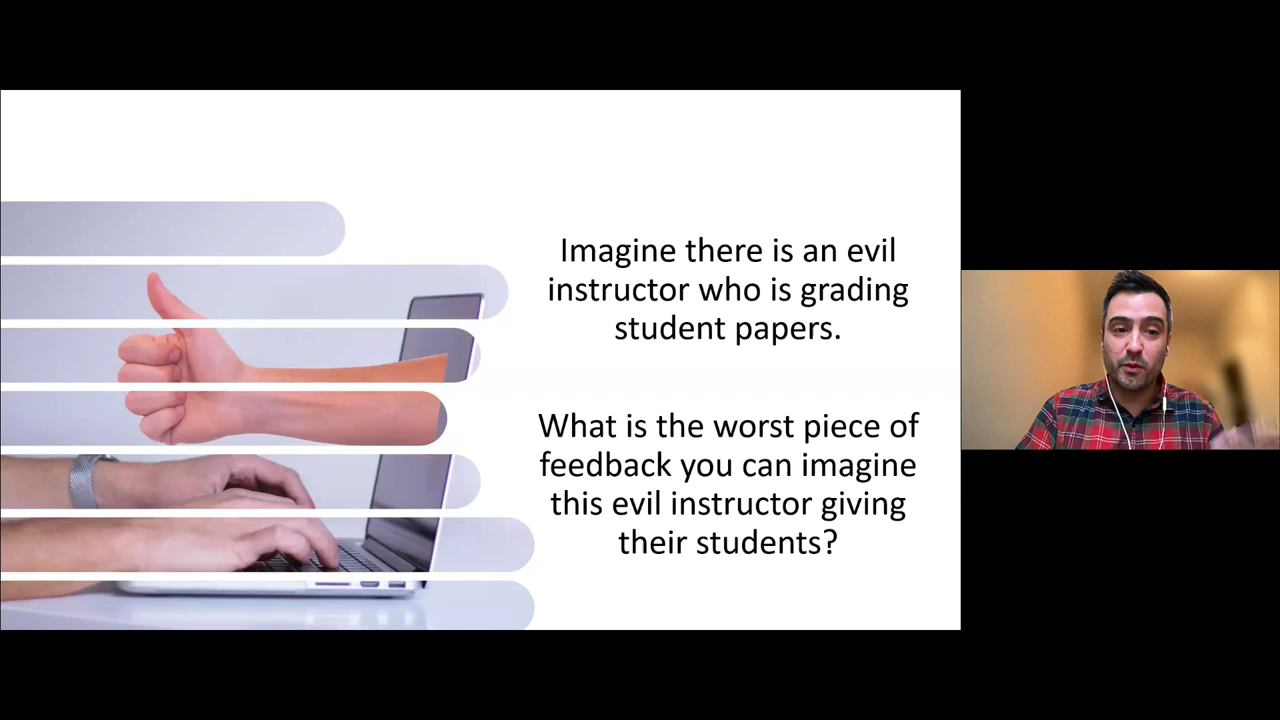 Imagine there is an evil
instructor who is grading
student papers.
What is the worst piece of
feedback you can imagine
this evil instructor giving
their students?